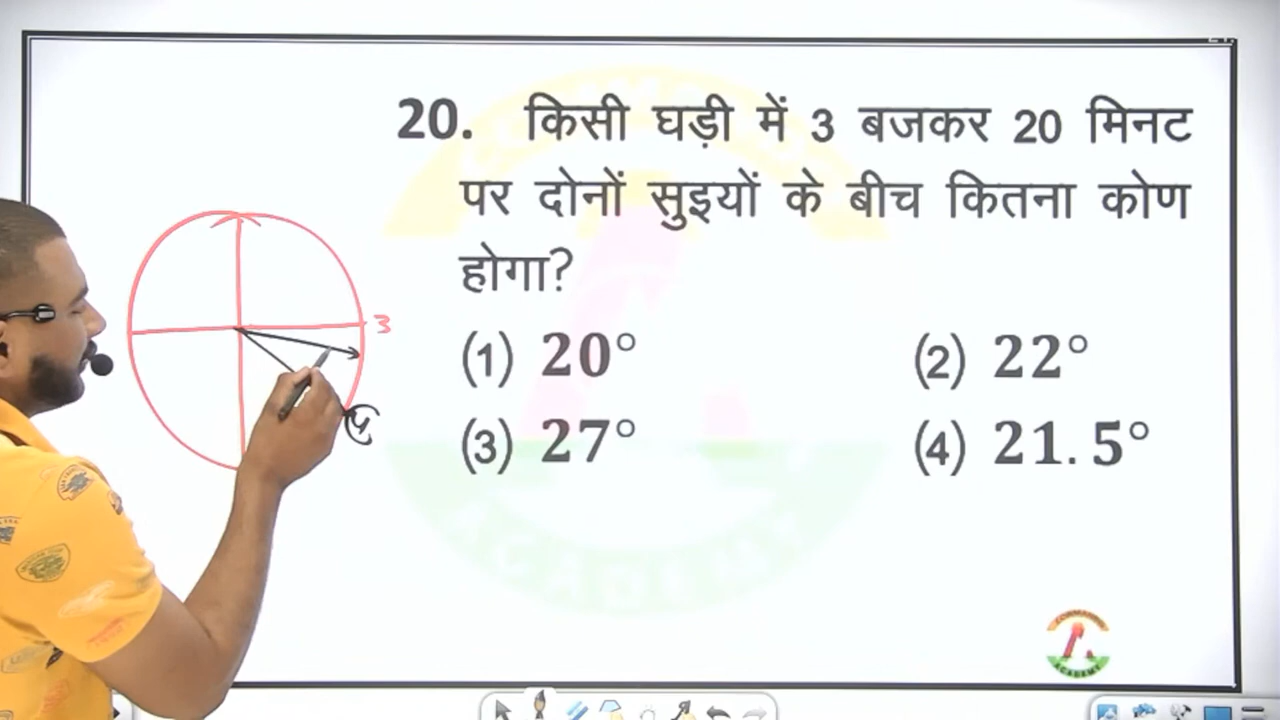 20. किसी घड़ी में 3 बजकर 20 मिनट
पर दोनों सुइयों के बीच कितना कोण
होगा?
(1) 20°
(2) 22°
(3) 27°
(4) 21.5°
3
ACADEMY